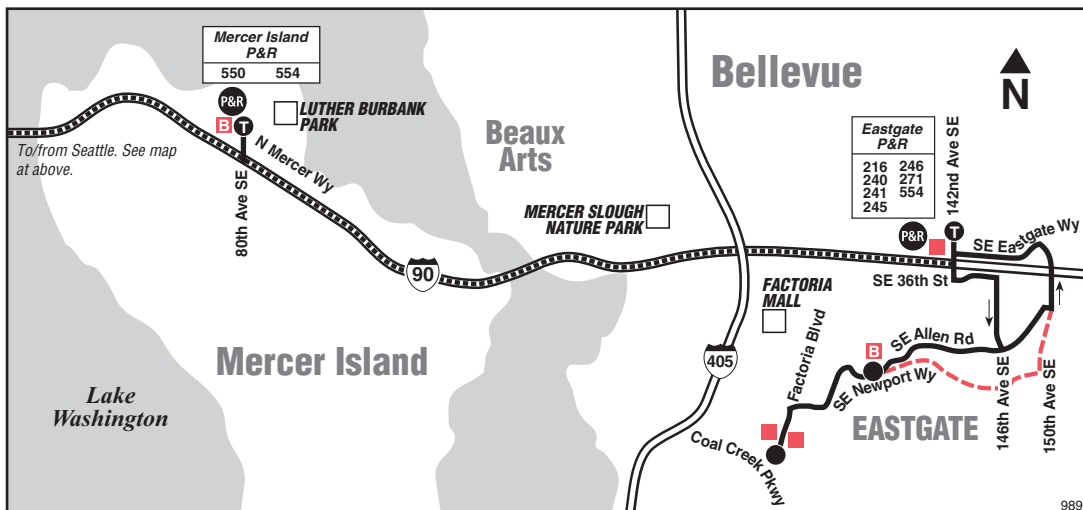 Mercer Island
P&R
550 554
P&R
B
T
LUTHER BURBANK
PARK
To/from Seattle. See map
at above.
80th Ave SE
N Mercer Wy
Beaux
Arts
Bellevue
N
MERCER SLOUGH
NATURE PARK
Eastgate
P&R
216 246
240 271
241 554
245
142nd Ave SE
P&R
T
SE Eastgate Wy
90
SE 36th St
FACTORIA
MALL
Mercer Island
405
Factoria Blvd
SE Allen Rd
B
SE Newport Wy
Lake
Washington
EASTGATE
146th Ave SE
150th Ave SE
Coal Creek Pkwy
989